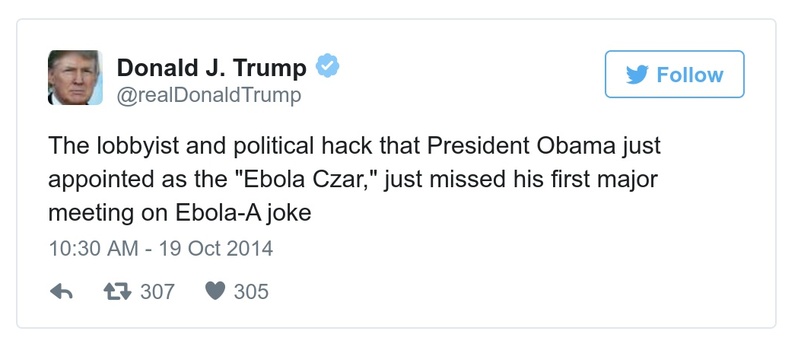 Donald J. Trump
@realDonaldTrump
Follow
The lobbyist and political hack that President Obama just
appointed as the "Ebola Czar," just missed his first major
meeting on Ebola-A joke
10:30 AM - 19 Oct 2014
307 305